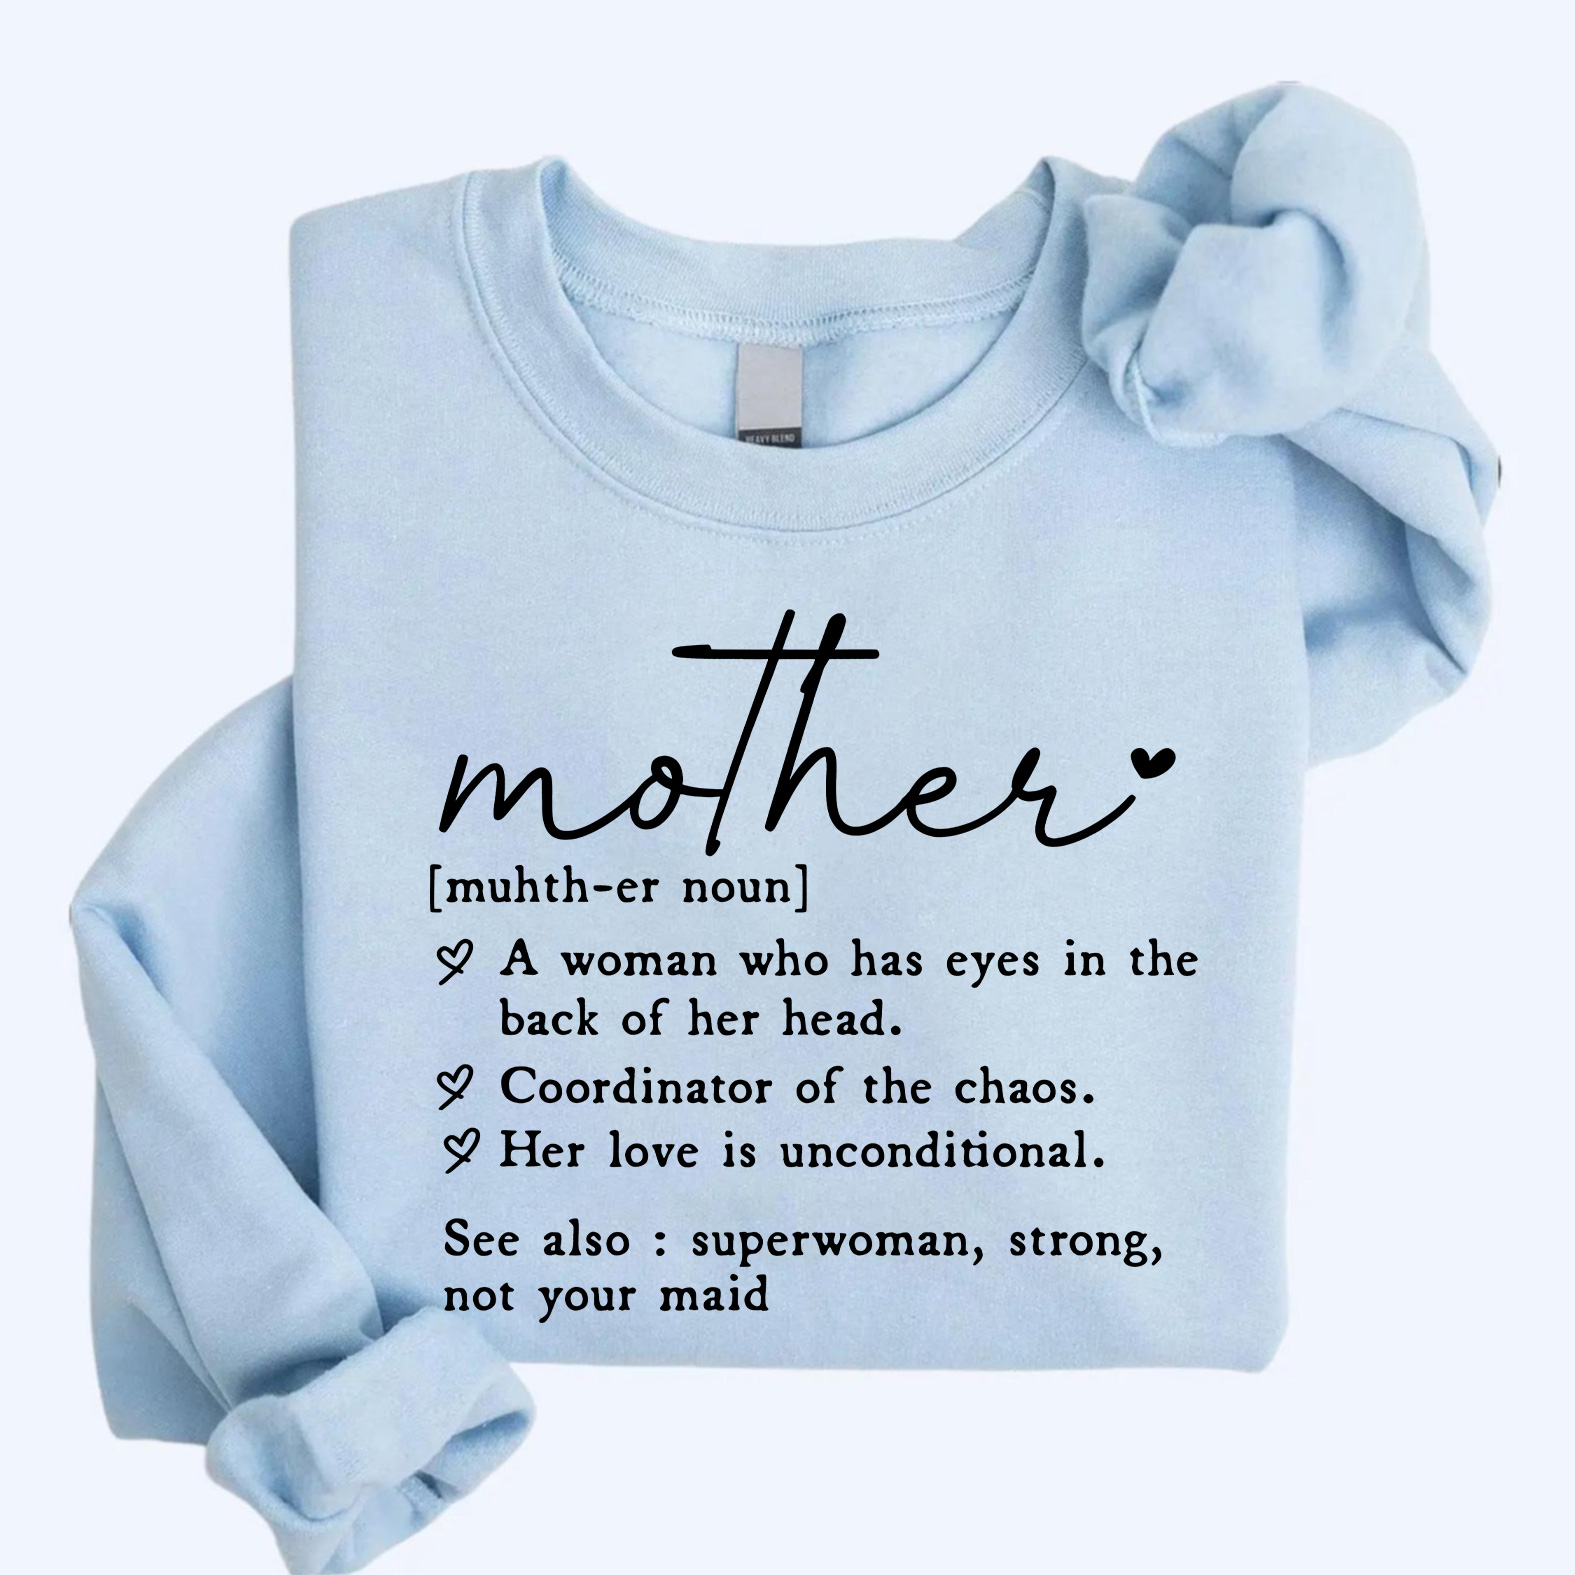 HEAVY BLEND
mother
[muhth-er noun]
A woman who has eyes in the
back of her head.
Coordinator of the chaos.
Her love is unconditional.
See also : superwoman, strong,
not your maid